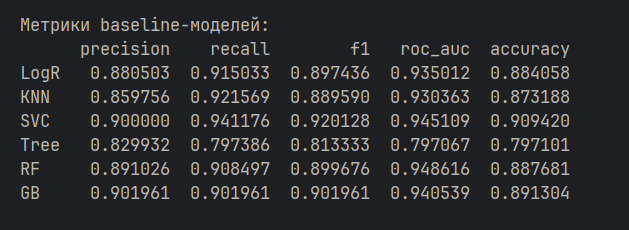 Метрики baseline-моделей:
precision recall f1 roc_auc accuracy
LogR 0.880503 0.915033 0.897436 0.935012 0.884058
KNN 0.859756 0.921569 0.889590 0.930363 0.873188
SVC 0.900000 0.941176 0.920128 0.945109 0.909420
Tree 0.829932 0.797386 0.813333 0.797067 0.797101
RF 0.891026 0.908497 0.899676 0.948616 0.887681
GB 0.901961 0.901961 0.901961 0.940539 0.891304